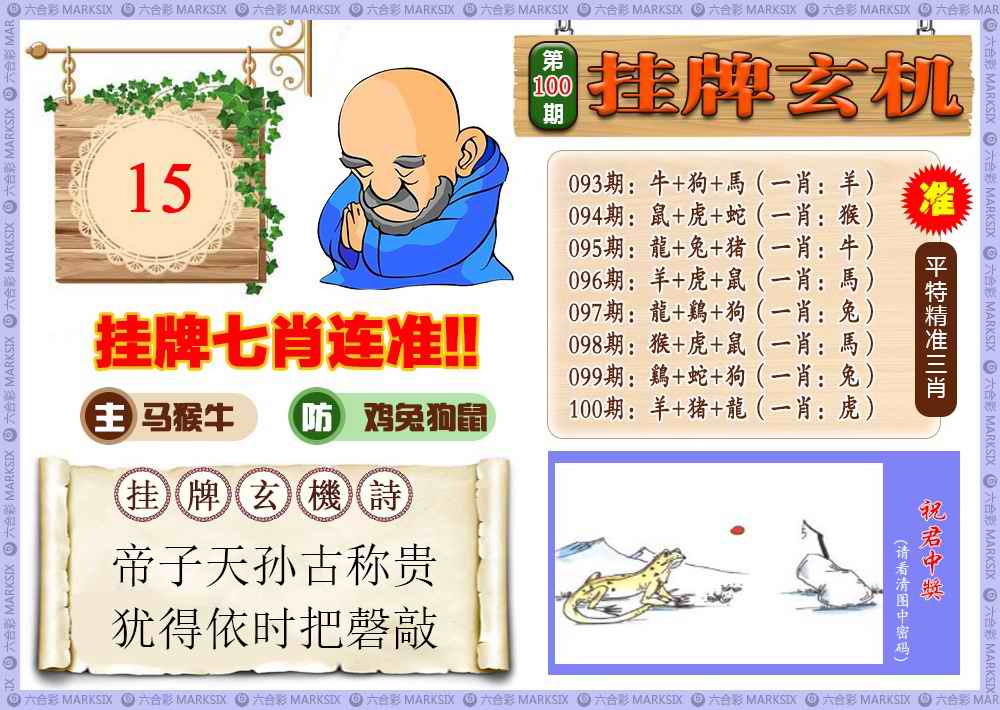 六合彩 MARKSIX
15
挂牌七肖连准!!
主 马猴牛
防 鸡兔狗鼠
挂牌玄機詩
帝子天孙古称贵
犹得依时把磬敲
第100期
挂牌玄机
093期：牛+狗+馬（一肖：羊）
094期：鼠+虎+蛇（一肖：猴）
095期：龍+兔+猪（一肖：牛）
096期：羊+虎+鼠（一肖：馬）
097期：龍+鷄+狗（一肖：兔）
098期：猴+虎+鼠（一肖：馬）
099期：鷄+蛇+狗（一肖：兔）
100期：羊+猪+龍（一肖：虎）
准
平特精准三肖
祝君中獎
(请看清图中密码)